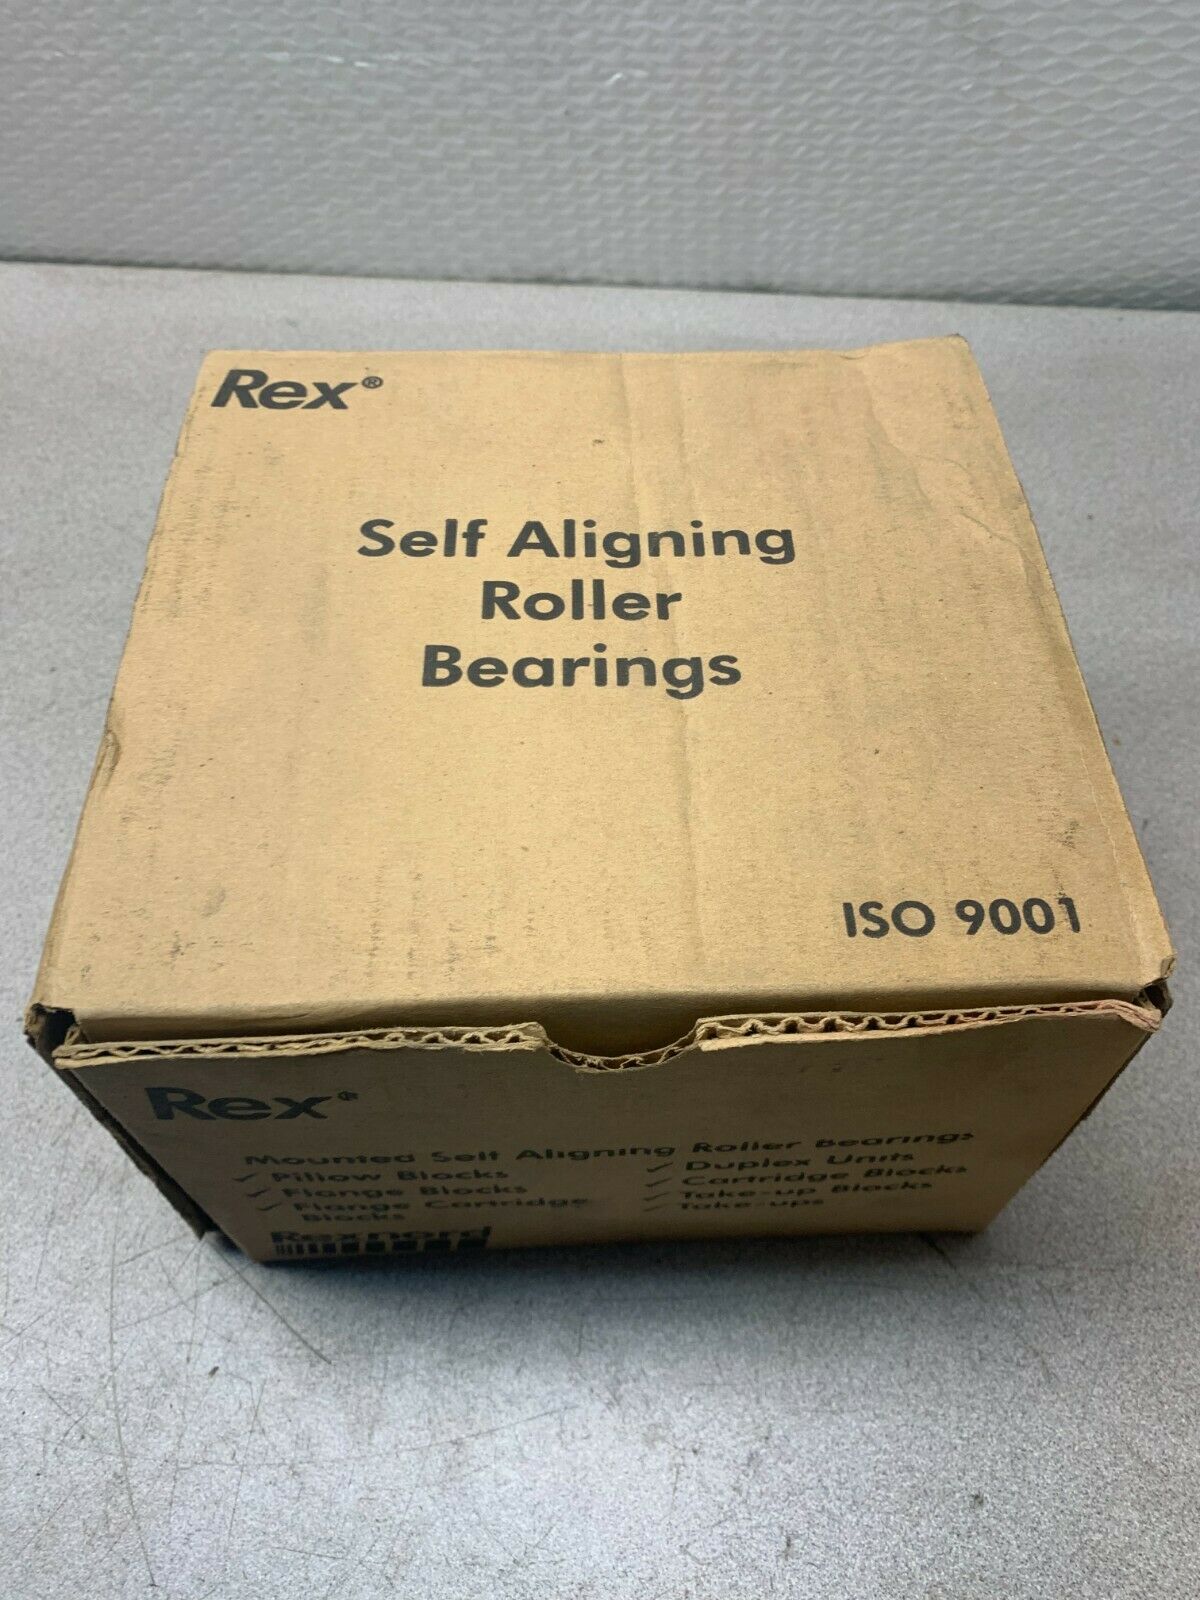 Rex®
Self Aligning
Roller
Bearings
ISO 9001
Rex®
Mounted Self Aligning Roller Bearings
✓ Pillow Blocks
✓ Flange Blocks
✓ Flange Cartridge
Blocks
✓ Duplex Units
✓ Cartridge Blocks
✓ Take-up Blocks
✓ Take-ups
Rexnord